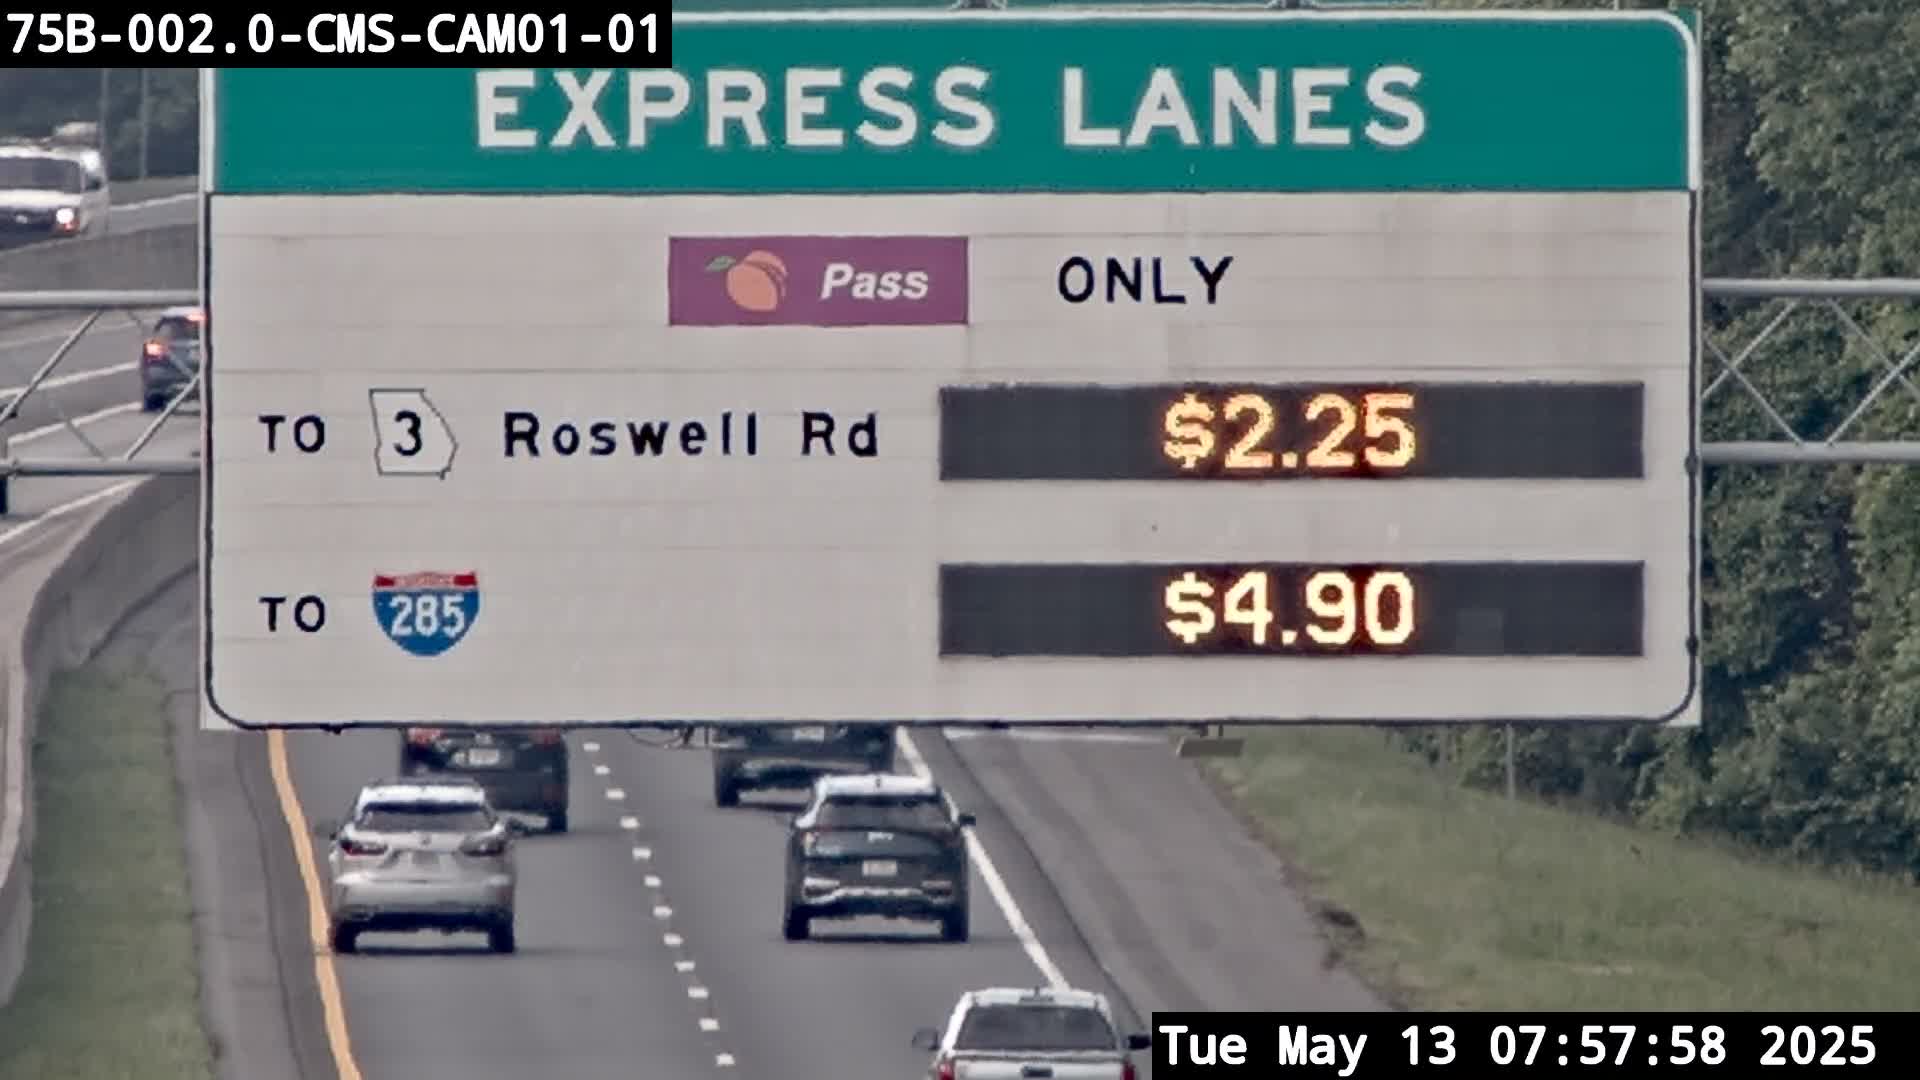 75B-002.0-CMS-CAM01-01
EXPRESS LANES
Pass ONLY
TO 3 Roswell Rd $2.25
TO 285 $4.90
Tue May 13 07:57:58 2025